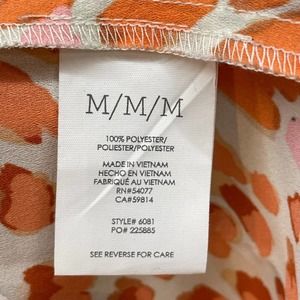 M/M/M
100% POLYESTER/
POLIESTER/POLYESTER
MADE IN VIETNAM
HECHO EN VIETNAM
FABRIQUÉ AU VIETNAM
RN#54077
CA#59814
STYLE# 6081
PO# 225885
SEE REVERSE FOR CARE